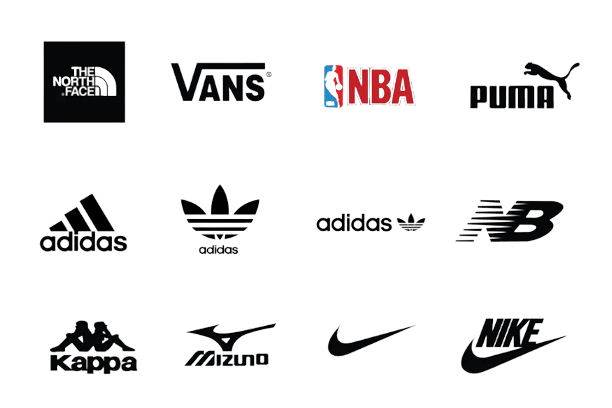 THE
NORTH
FACE
VANS®
NBA
PUMA
adidas
adidas
adidas
NB
Kappa
MIZUNO
NIKE